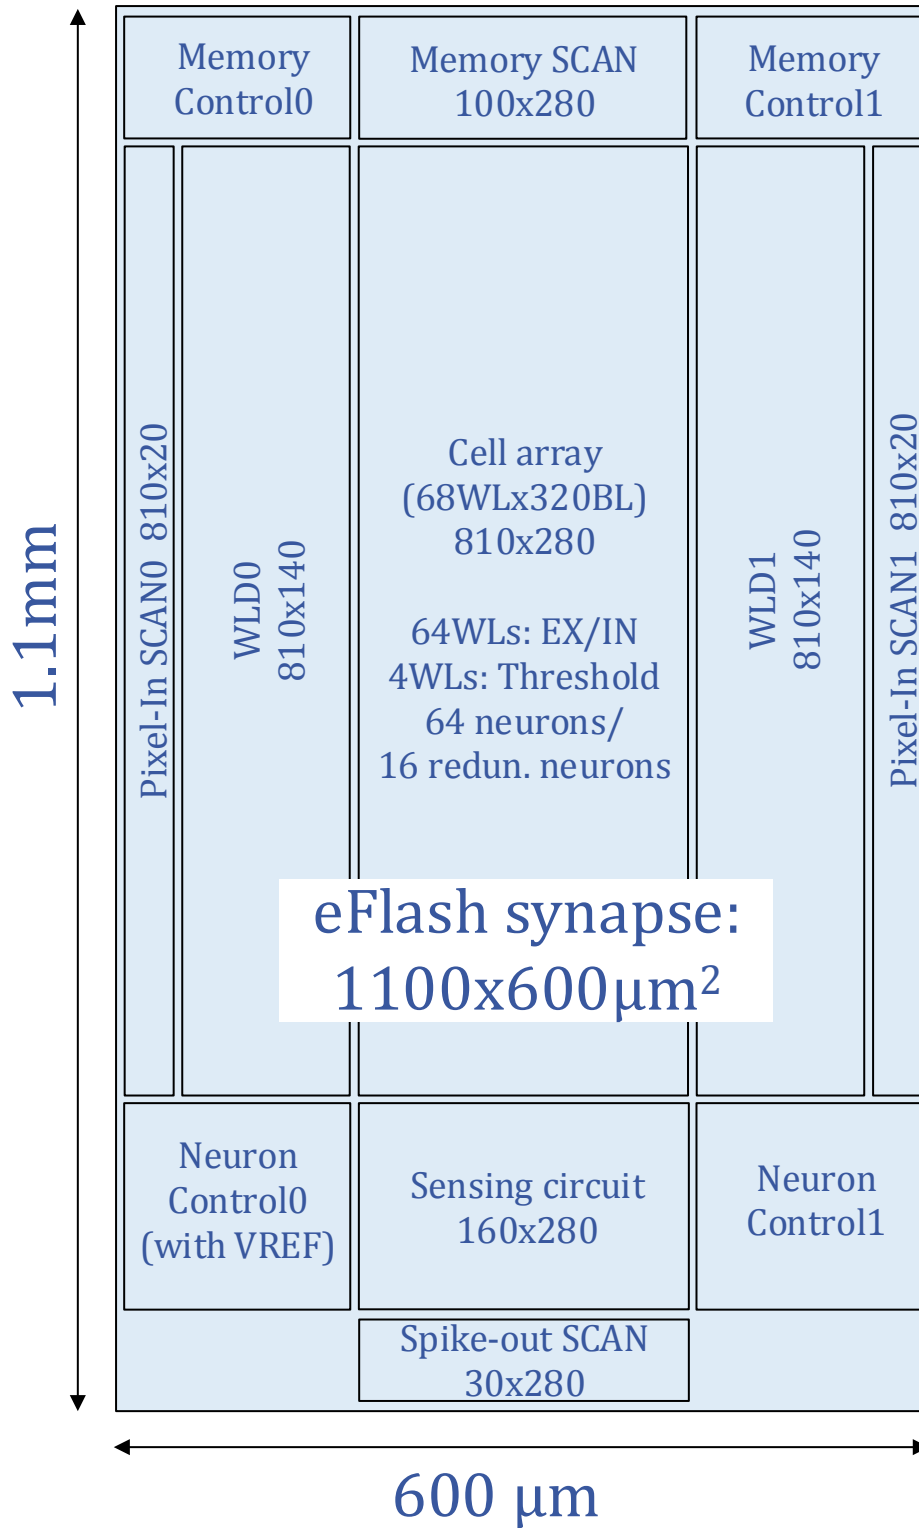 Memory
Control0
Memory SCAN
100x280
Memory
Control1
1.1mm
Pixel-In SCAN0 810x20
WLD0
810x140
Cell array
(68WLx320BL)
810x280
64WLs: EX/IN
4WLs: Threshold
64 neurons/
16 redun. neurons
WLD1
810x140
Pixel-In SCAN1 810x20
eFlash synapse:
1100x600μm²
Neuron
Control0
(with VREF)
Sensing circuit
160x280
Neuron
Control1
Spike-out SCAN
30x280
600 μm